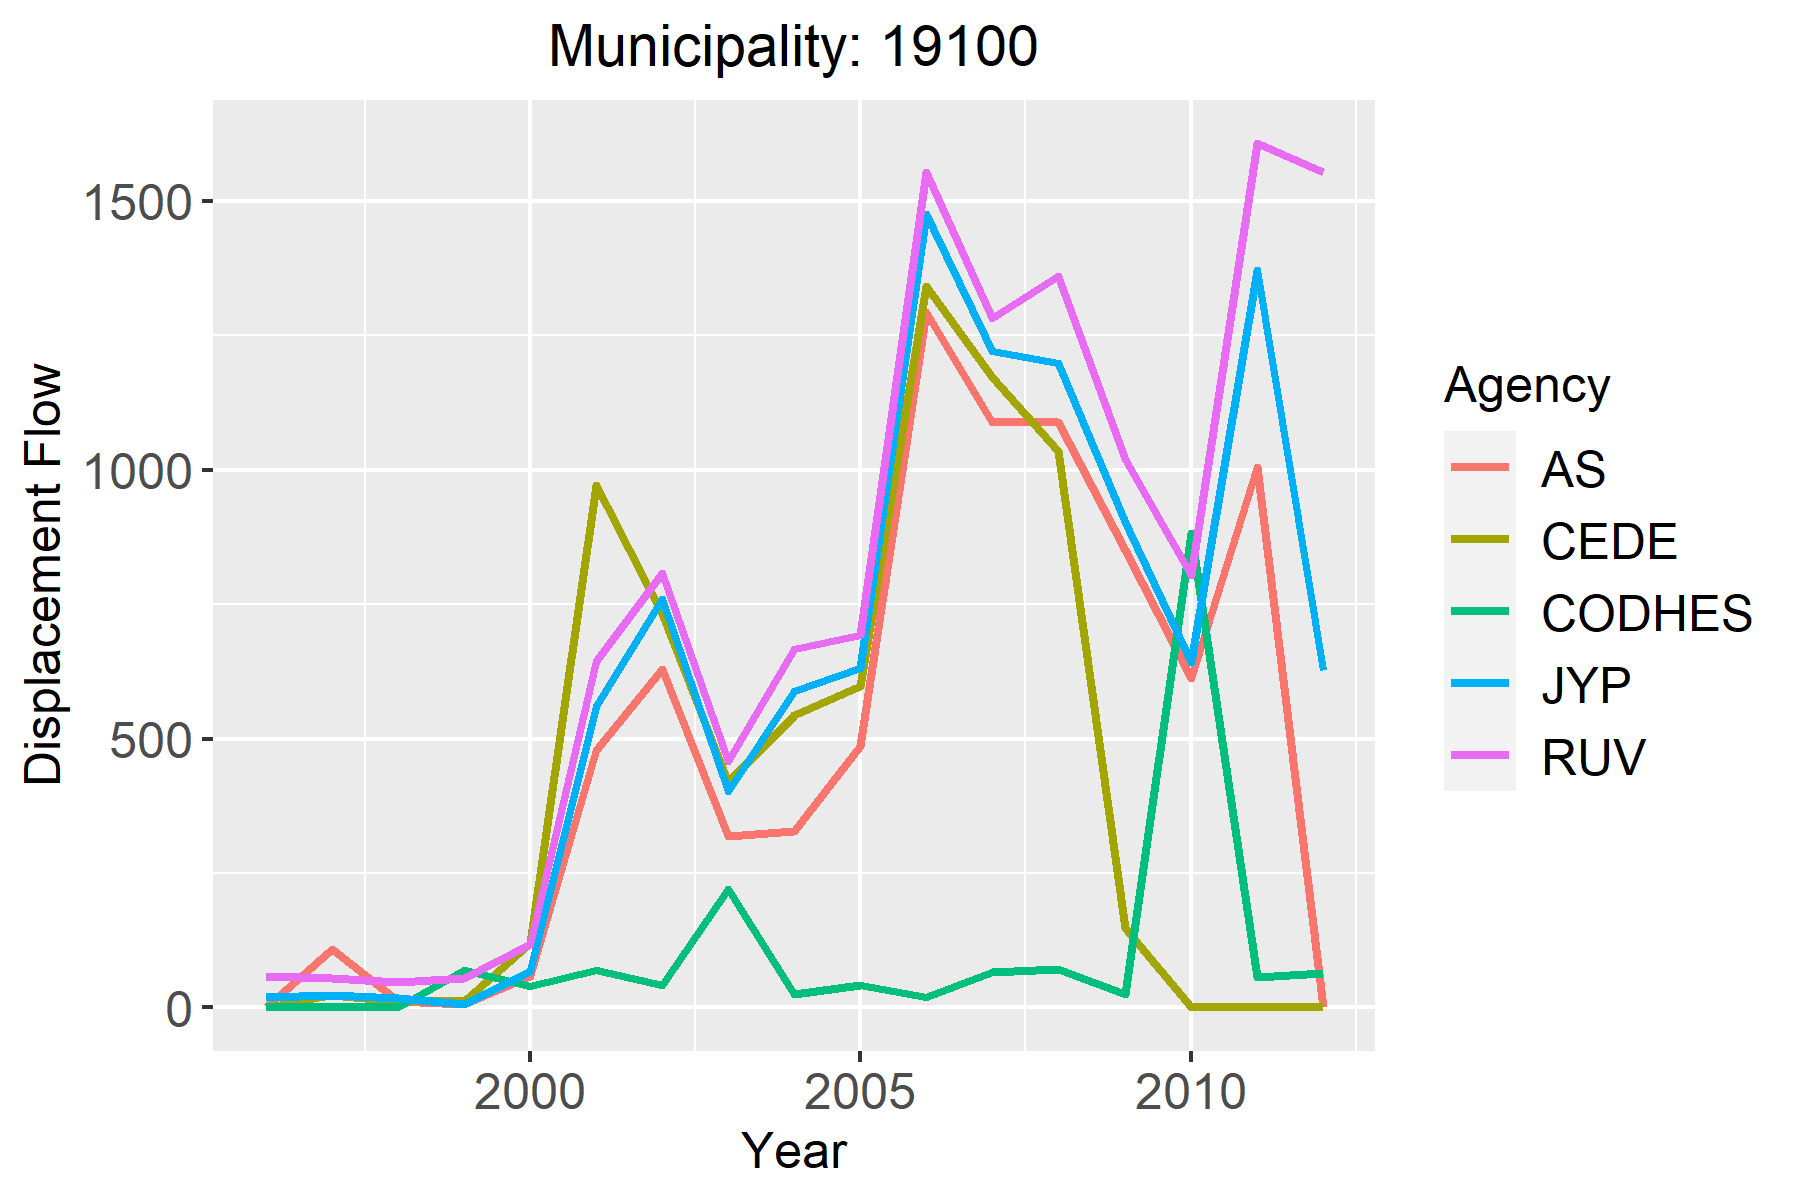 Municipality: 19100
Displacement Flow
1500
1000
500
0
2000 2005 2010
Year
Agency
AS
CEDE
CODHES
JYP
RUV